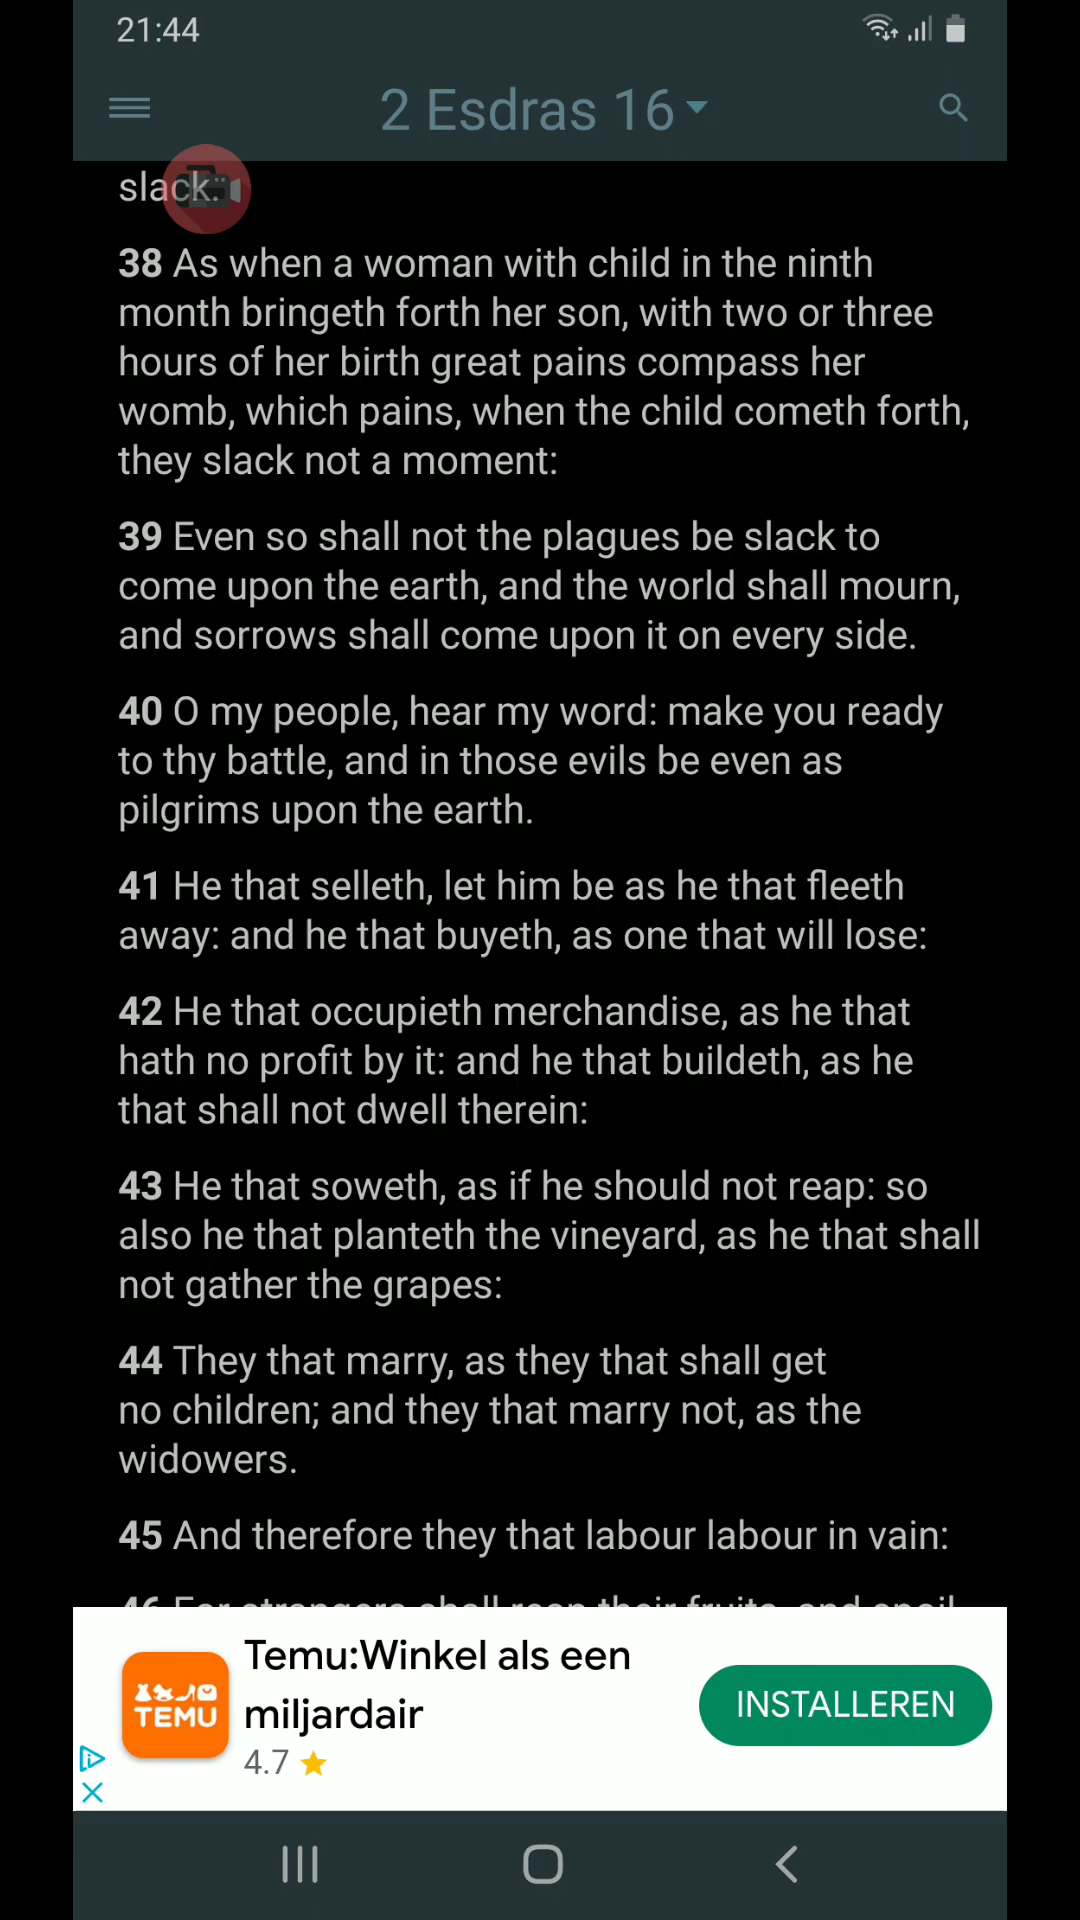 21:44
2 Esdras 16
slack.
38 As when a woman with child in the ninth
month bringeth forth her son, with two or three
hours of her birth great pains compass her
womb, which pains, when the child cometh forth,
they slack not a moment:
39 Even so shall not the plagues be slack to
come upon the earth, and the world shall mourn,
and sorrows shall come upon it on every side.
40 O my people, hear my word: make you ready
to thy battle, and in those evils be even as
pilgrims upon the earth.
41 He that selleth, let him be as he that fleeth
away: and he that buyeth, as one that will lose:
42 He that occupieth merchandise, as he that
hath no profit by it: and he that buildeth, as he
that shall not dwell therein:
43 He that soweth, as if he should not reap: so
also he that planteth the vineyard, as he that shall
not gather the grapes:
44 They that marry, as they that shall get
no children; and they that marry not, as the
widowers.
45 And therefore they that labour labour in vain:
46 For strangers shall reap their fruits, and spoil
Temu:Winkel als een
miljardair
TEMU
4.7
INSTALLEREN